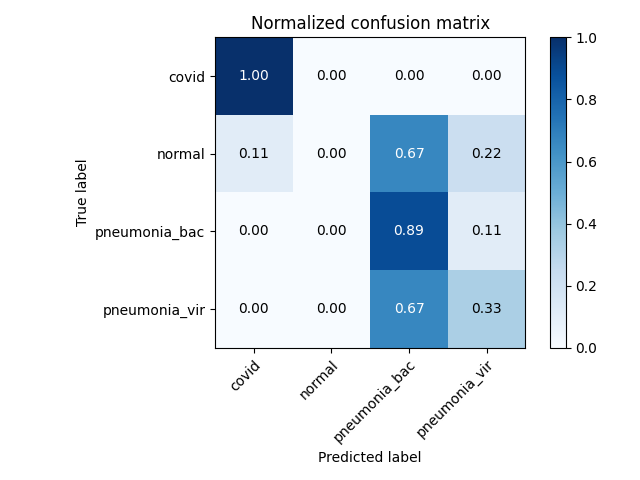 Normalized confusion matrix
True label
covid 1.00 0.00 0.00 0.00
normal 0.11 0.00 0.67 0.22
pneumonia_bac 0.00 0.00 0.89 0.11
pneumonia_vir 0.00 0.00 0.67 0.33
covid normal pneumonia_bac pneumonia_vir
Predicted label
1.0
0.8
0.6
0.4
0.2
0.0